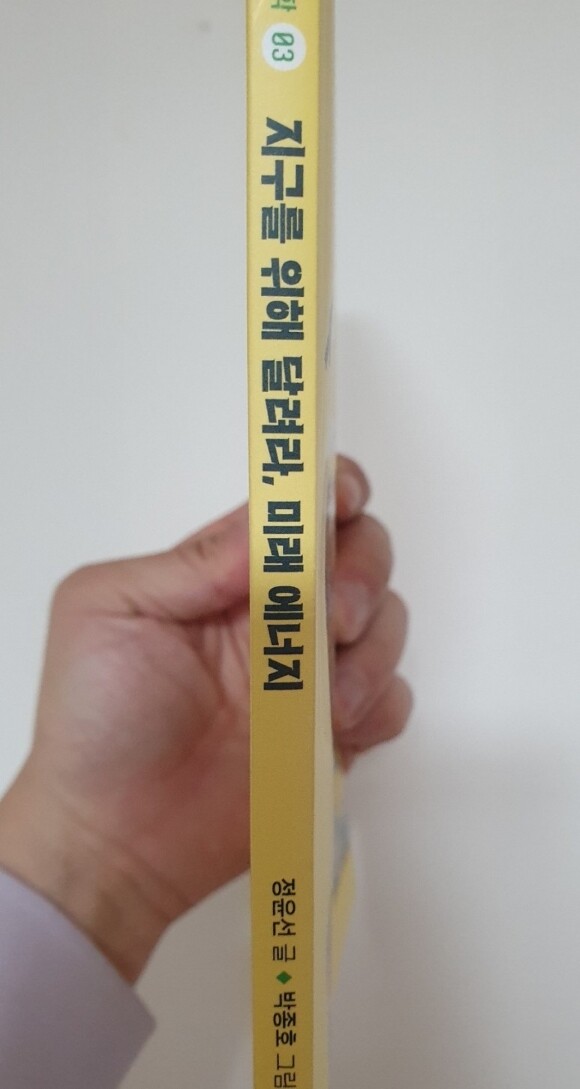 03
지구를 위해 달려라, 미래 에너지
정윤선 글 ◆ 박종호 그림